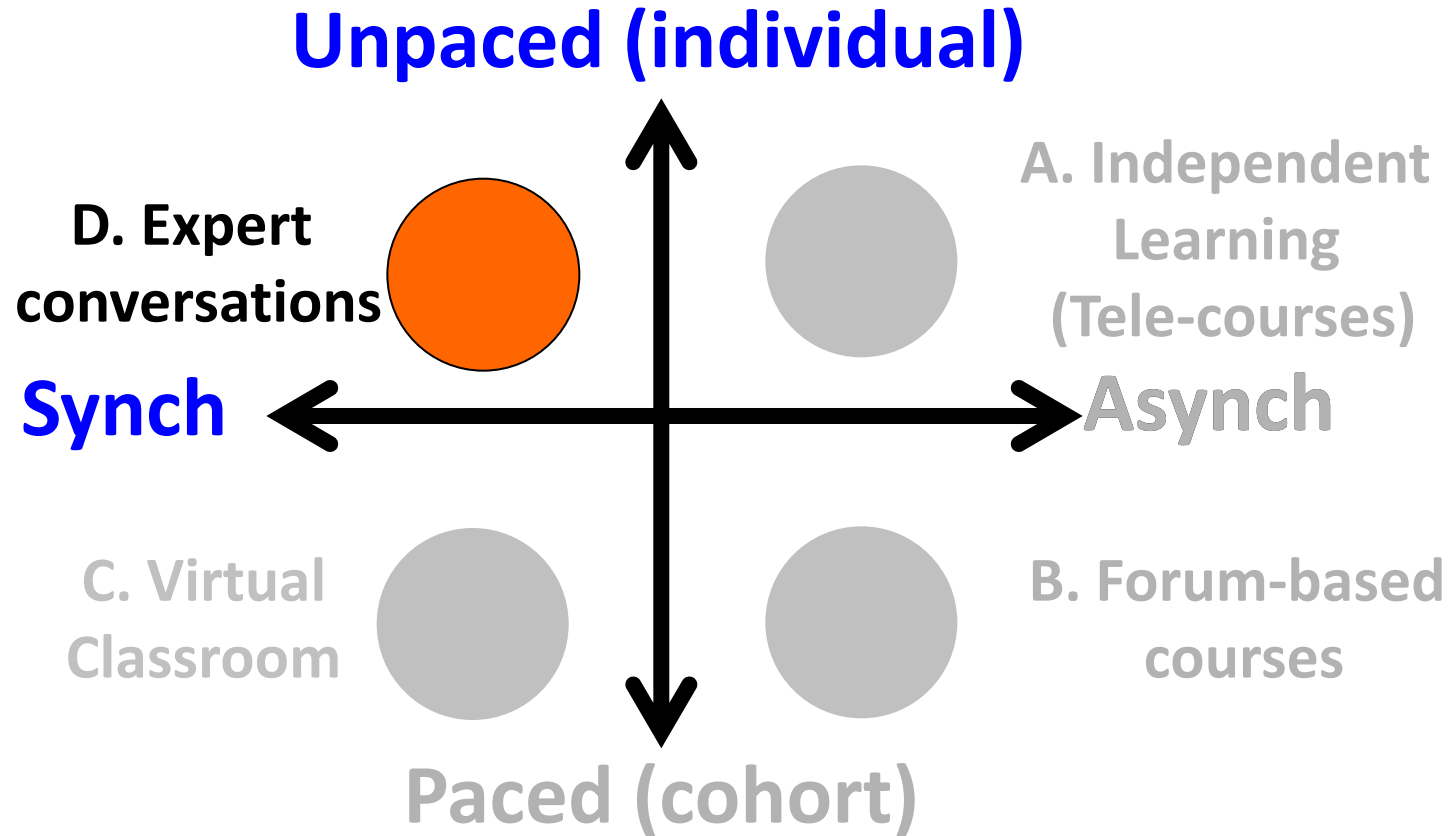 Unpaced (individual)
D. Expert
conversations
A. Independent
Learning
(Tele-courses)
Synch
Asynch
C. Virtual
Classroom
B. Forum-based
courses
Paced (cohort)